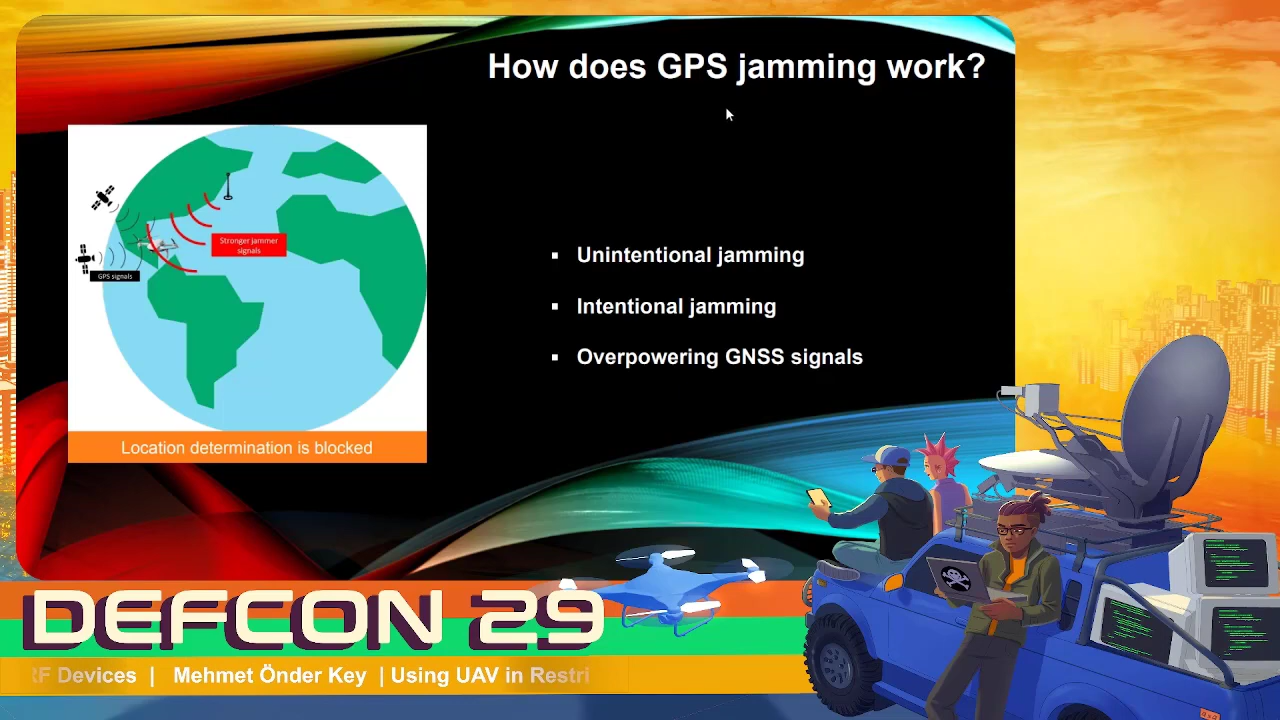 How does GPS jamming work?
Stronger jammer
signals
GPS signals
Unintentional jamming
Intentional jamming
Overpowering GNSS signals
Location determination is blocked
DEFCON 29
RF Devices | Mehmet Önder Key | Using UAV in Restri